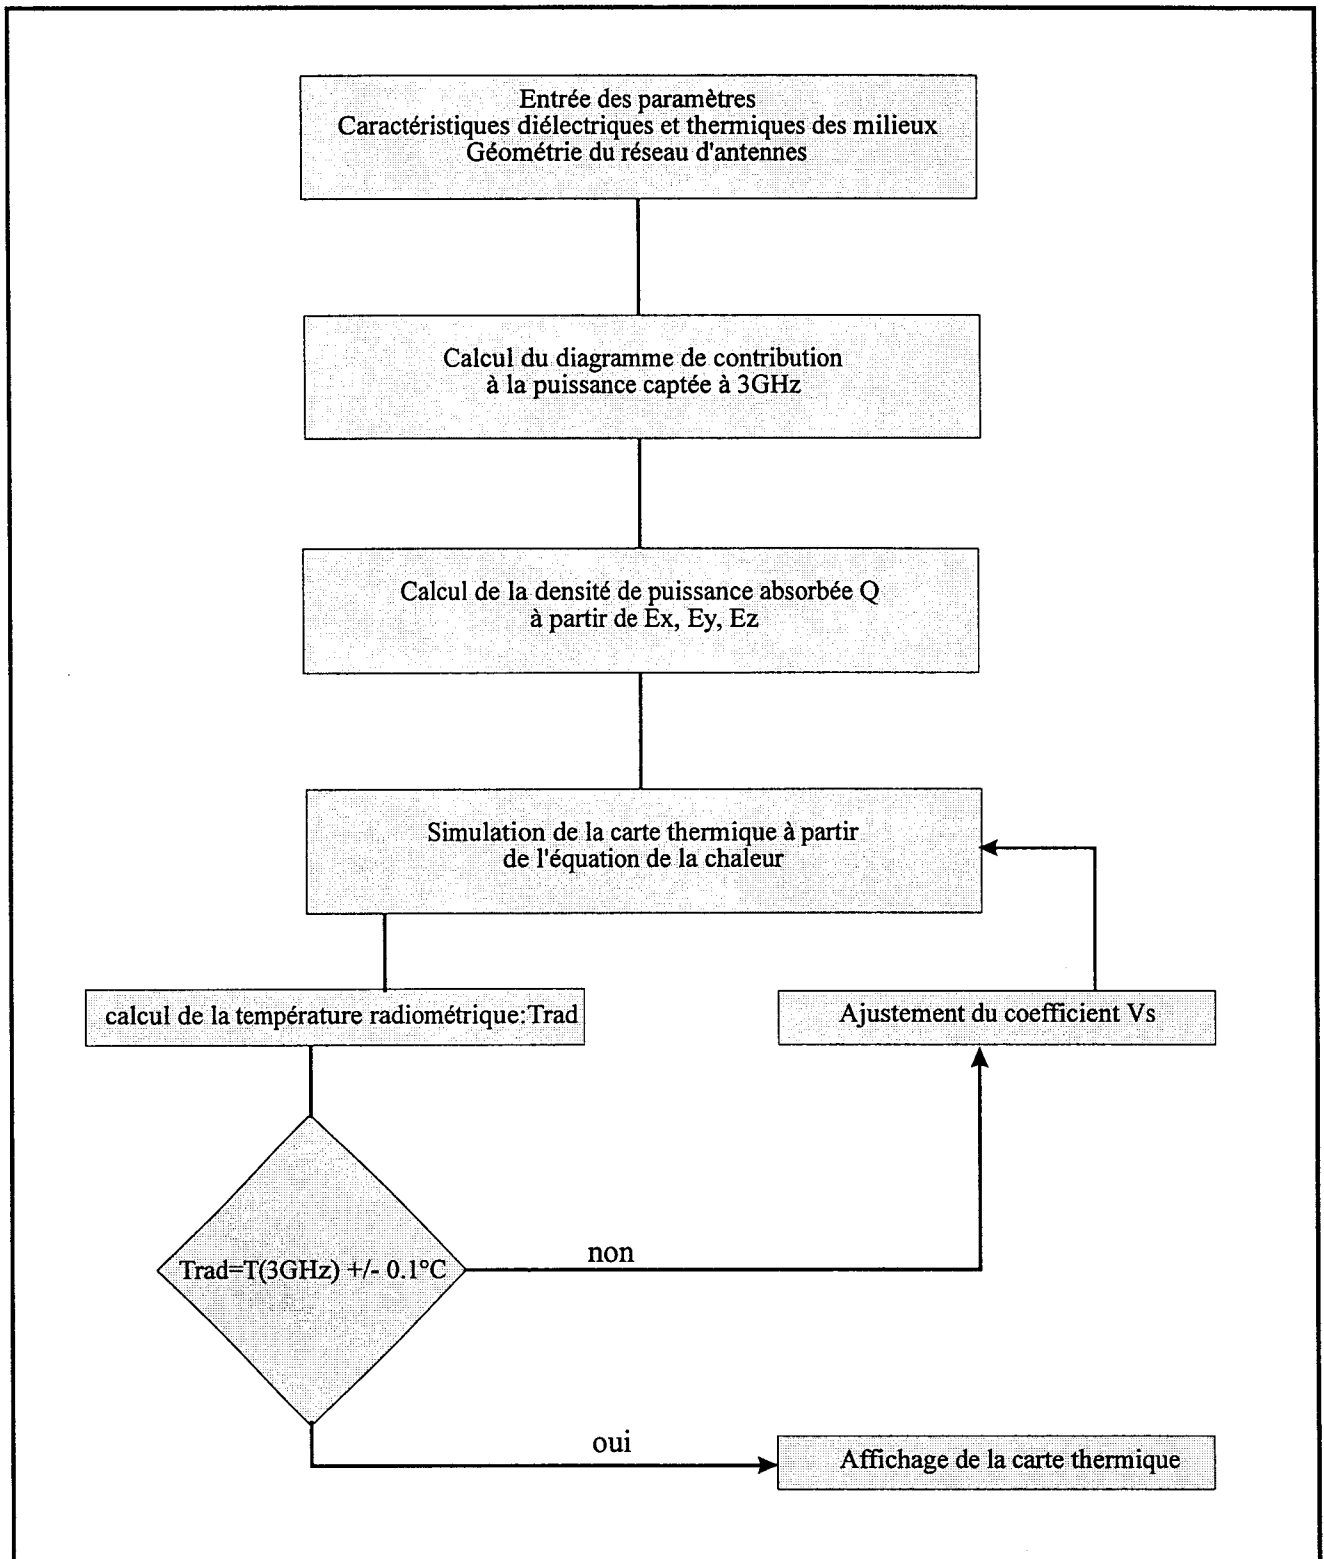 Entrée des paramètres
Caractéristiques diélectriques et thermiques des milieux
Géométrie du réseau d'antennes
Calcul du diagramme de contribution
à la puissance captée à 3GHz
Calcul de la densité de puissance absorbée Q
à partir de Ex, Ey, Ez
Simulation de la carte thermique à partir
de l'équation de la chaleur
calcul de la température radiométrique:Trad
Ajustement du coefficient Vs
Trad=T(3GHz) +/- 0.1°C
non
oui
Affichage de la carte thermique